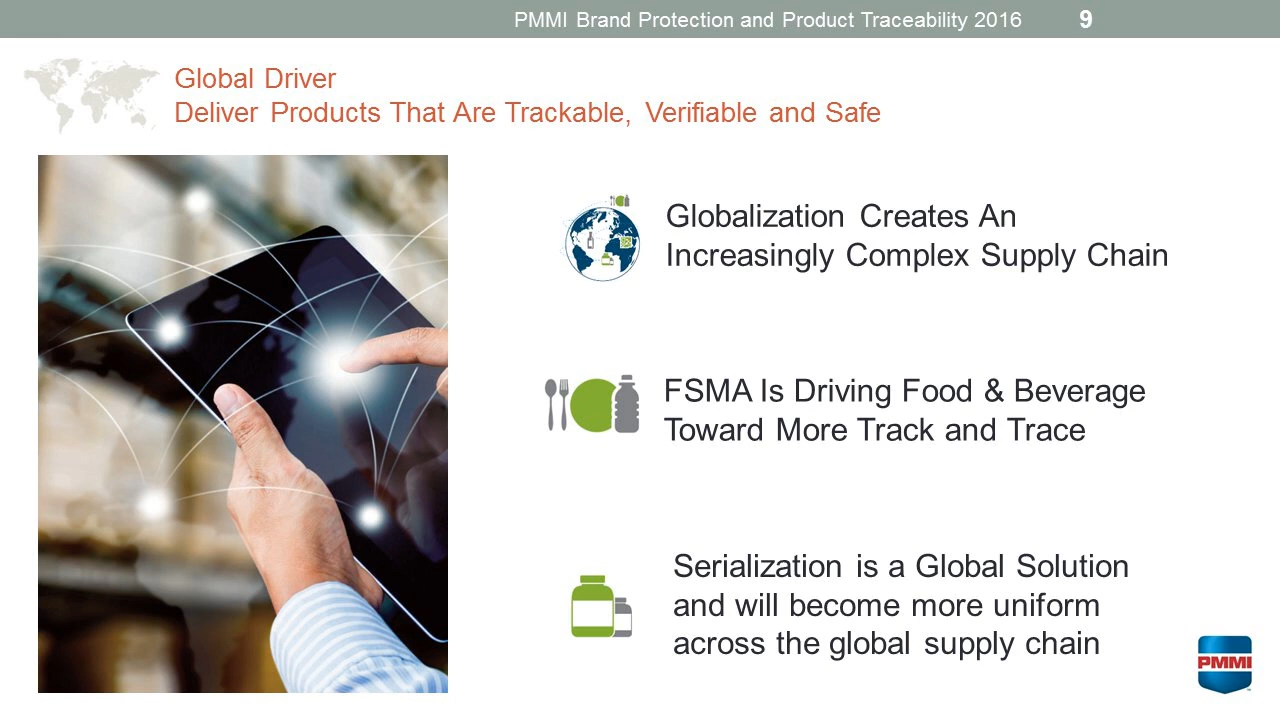 PMMI Brand Protection and Product Traceability 2016
9
Global Driver
Deliver Products That Are Trackable, Verifiable and Safe
Globalization Creates An
Increasingly Complex Supply Chain
FSMA Is Driving Food & Beverage
Toward More Track and Trace
Serialization is a Global Solution
and will become more uniform
across the global supply chain
PMMI